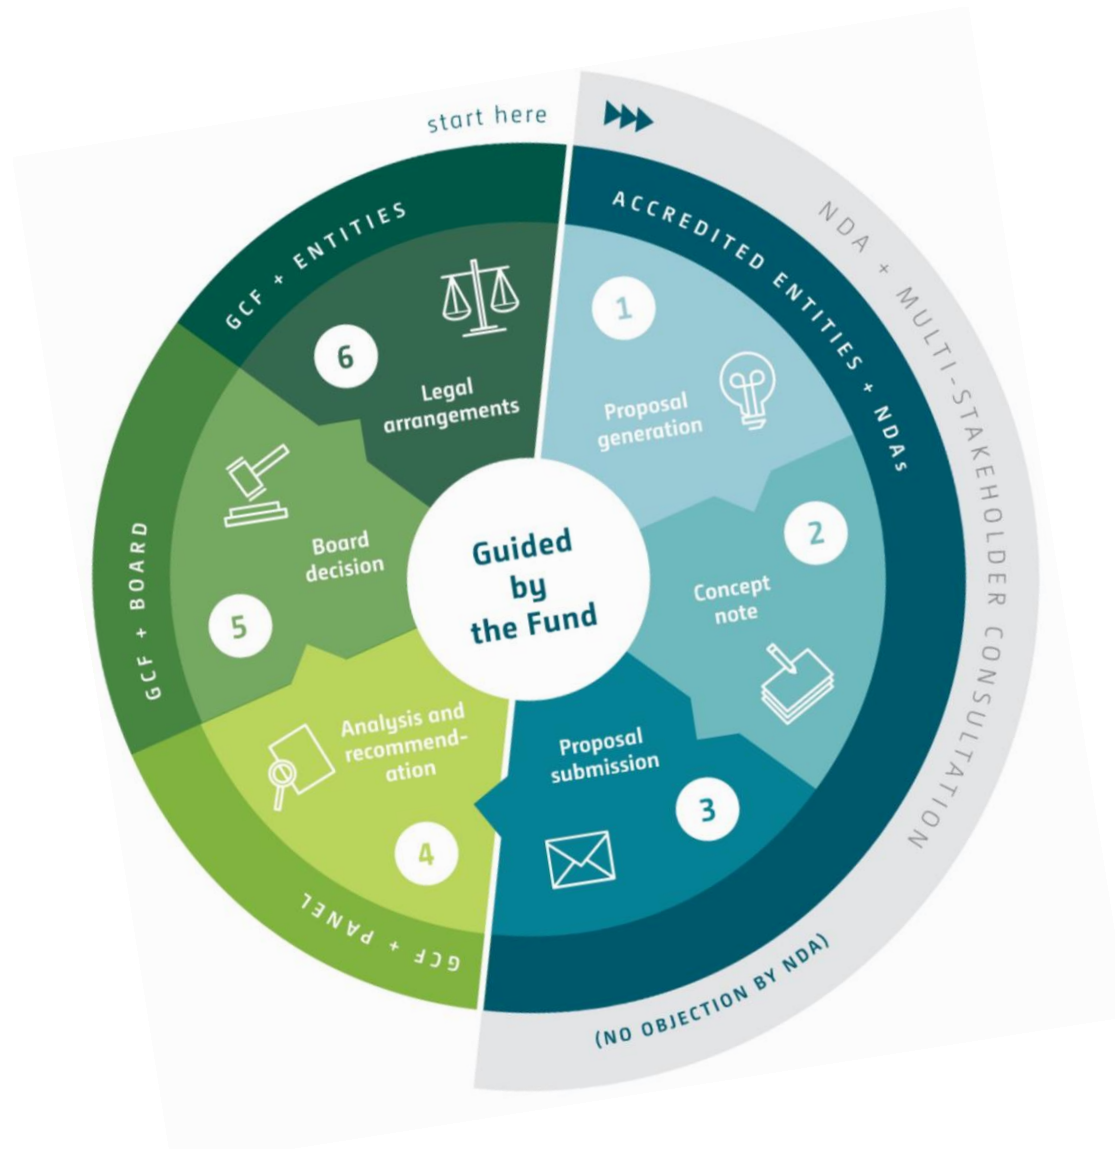 start here
NDA + MULTI-STAKEHOLDER CONSULTATION
(NO OBJECTION BY NDA)
ACCREDITED ENTITIES + NDAs
1
Proposal
generation
2
Concept
note
3
Proposal
submission
GCF + PANEL
4
Analysis and
recommend-
ation
GCF + BOARD
5
Board
decision
GCF + ENTITIES
6
Legal
arrangements
Guided
by
the Fund